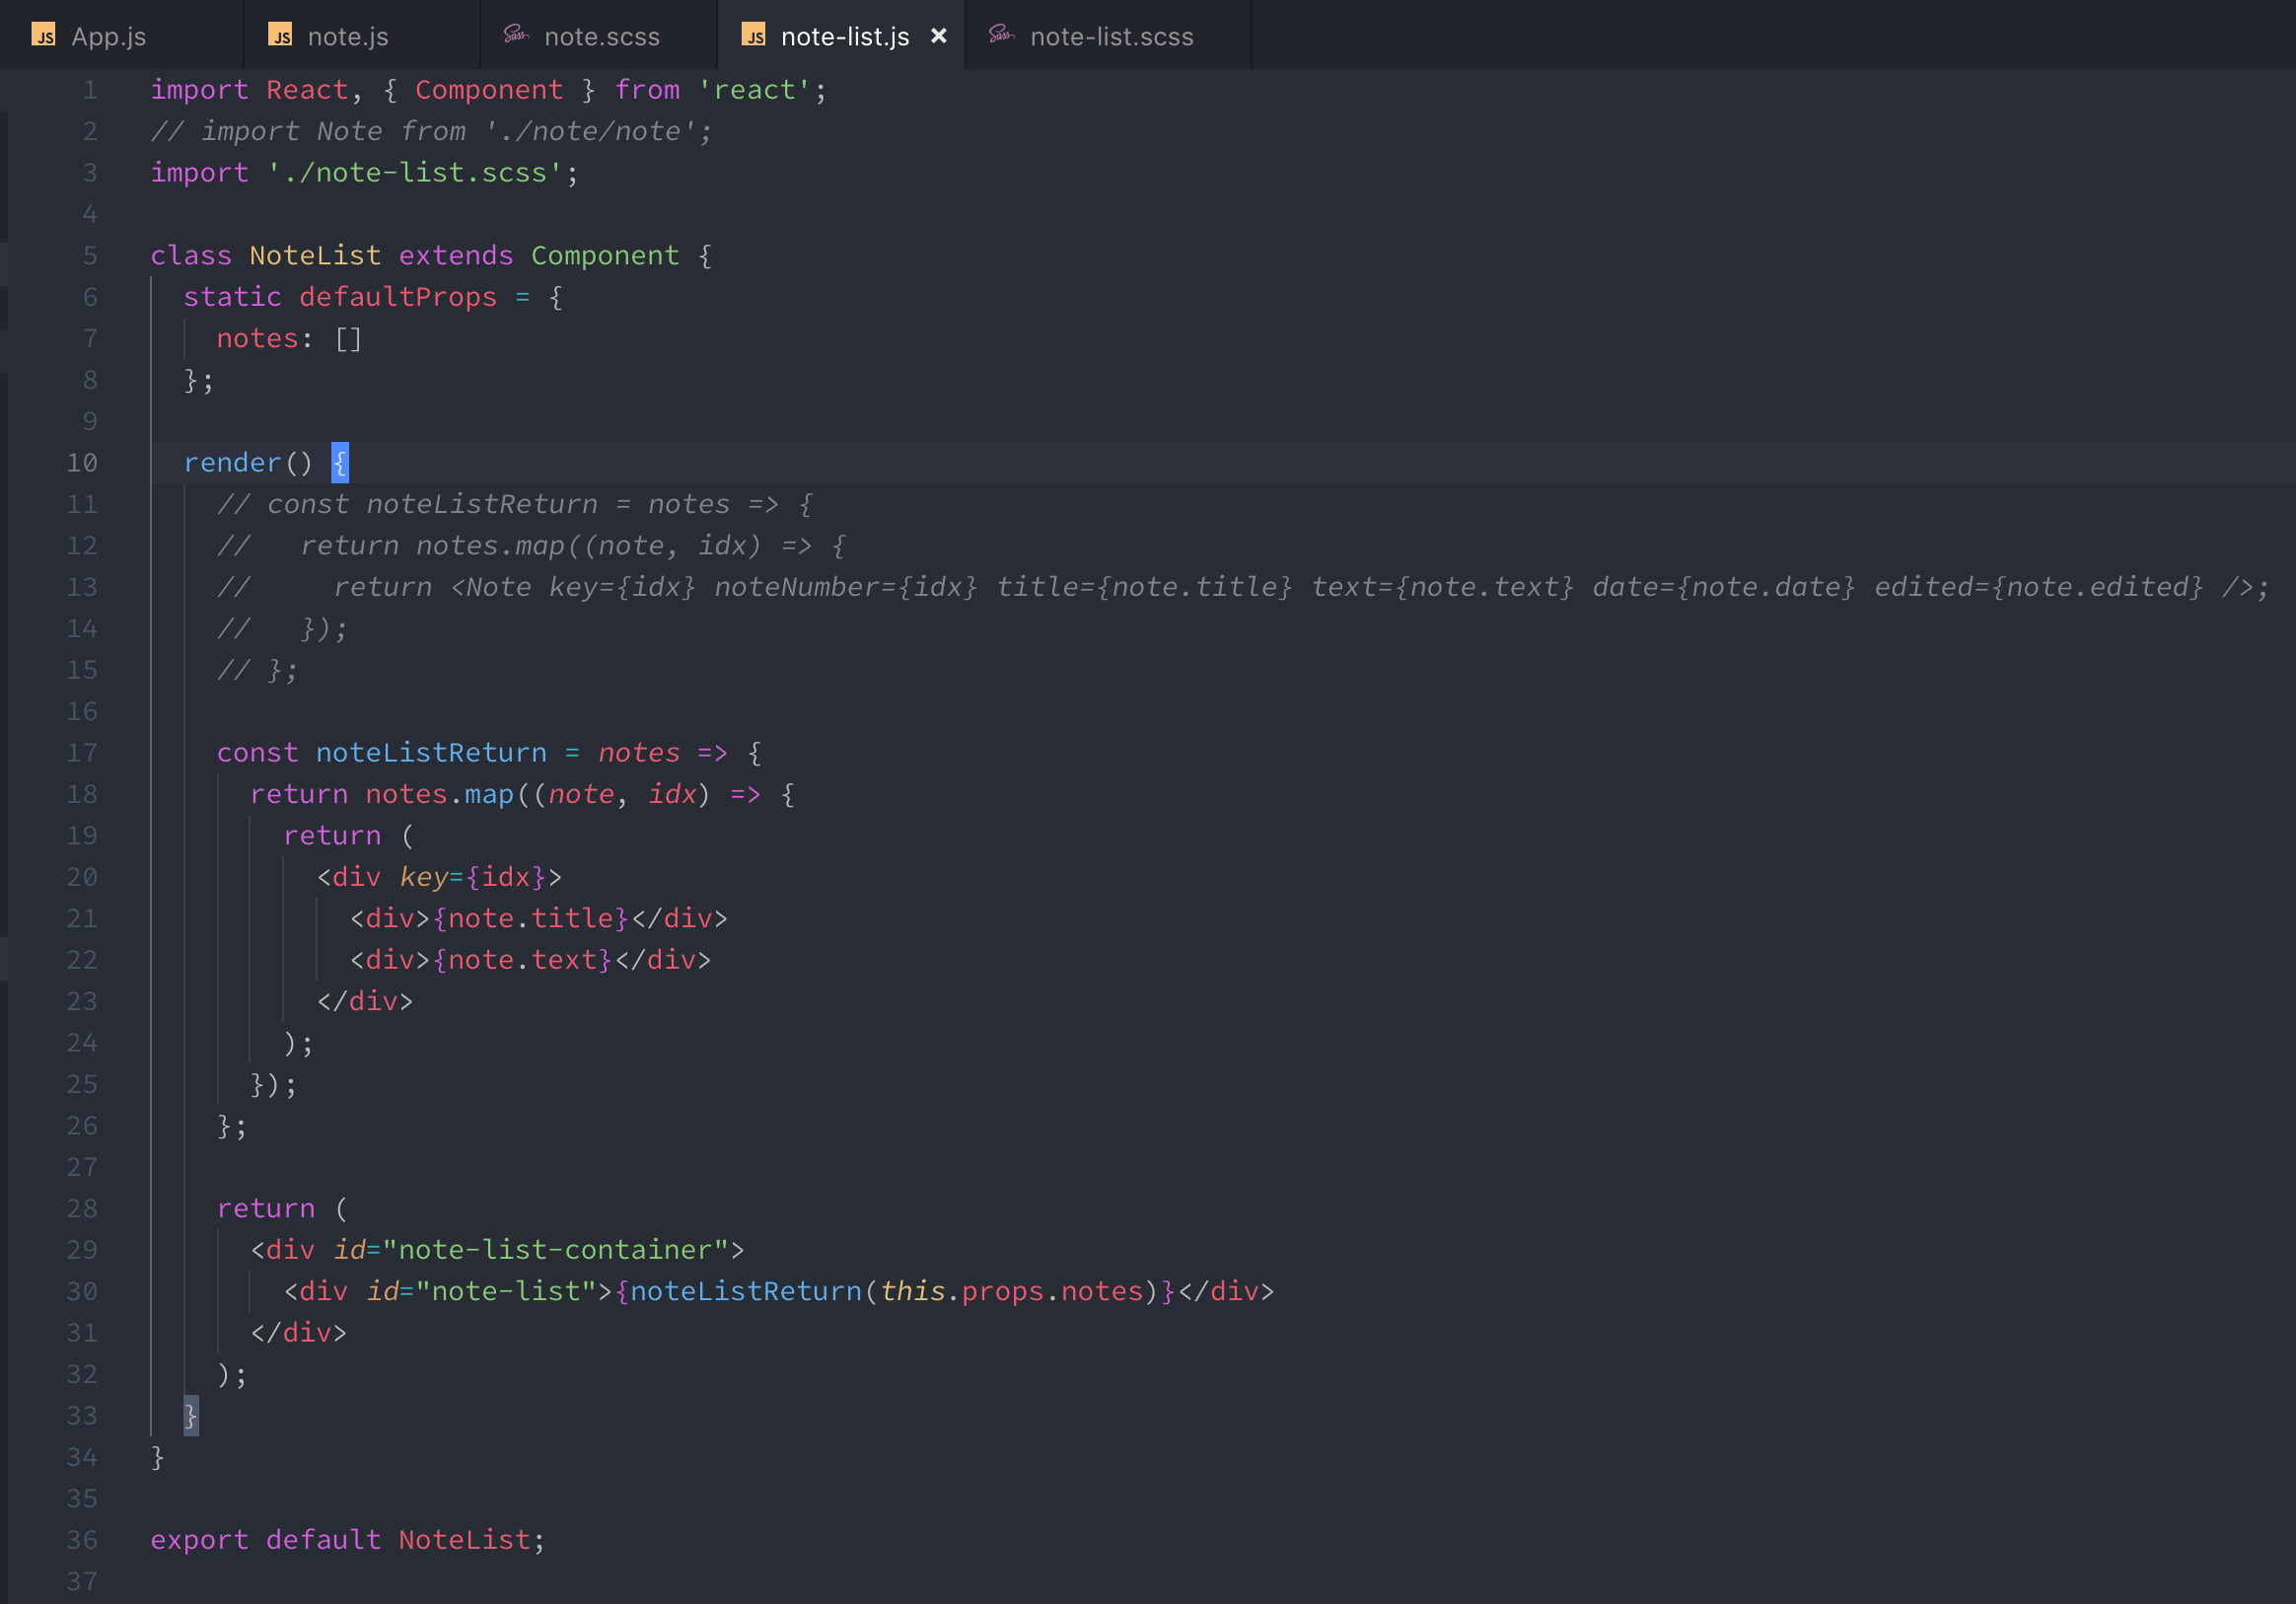 App.js note.js note.scss note-list.js × note-list.scss
1 import React, { Component } from 'react';
2 // import Note from './note/note';
3 import './note-list.scss';
4
5 class NoteList extends Component {
6   static defaultProps = {
7     notes: []
8   };
9
10   render() {
11     // const noteListReturn = notes => {
12     //   return notes.map((note, idx) => {
13     //     return <Note key={idx} noteNumber={idx} title={note.title} text={note.text} date={note.date} edited={note.edited} />;
14     //   });
15     // };
16
17     const noteListReturn = notes => {
18       return notes.map((note, idx) => {
19         return (
20           <div key={idx}>
21             <div>{note.title}</div>
22             <div>{note.text}</div>
23           </div>
24         );
25       });
26     };
27
28     return (
29       <div id="note-list-container">
30         <div id="note-list">{noteListReturn(this.props.notes)}</div>
31       </div>
32     );
33   }
34 }
35
36 export default NoteList;
37